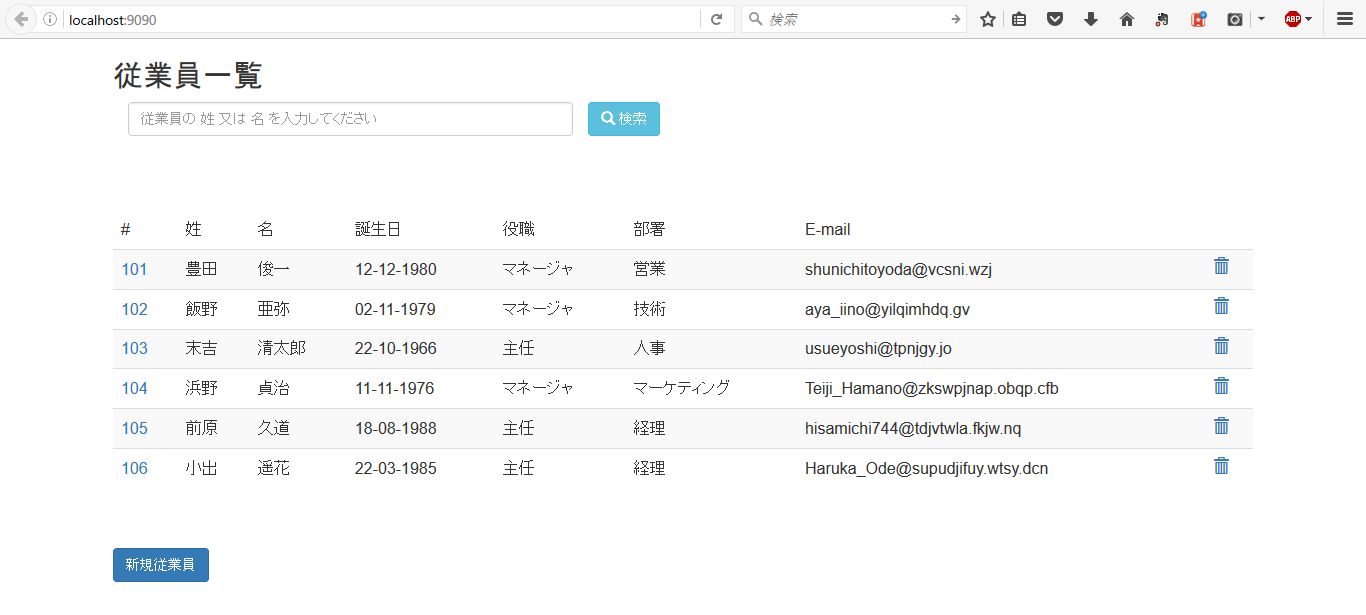 localhost:9090 検索 ABP
従業員一覧
従業員の 姓 又は 名 を入力してください 検索
# 姓 名 誕生日 役職 部署 E-mail
101 豊田 俊一 12-12-1980 マネージャ 営業 shunichitoyoda@vcsni.wzj
102 飯野 亜弥 02-11-1979 マネージャ 技術 aya_iino@yilqimhdq.gv
103 末吉 清太郎 22-10-1966 主任 人事 usueyoshi@tpnjgy.jo
104 浜野 貞治 11-11-1976 マネージャ マーケティング Teiji_Hamano@zkswpjnap.obqp.cfb
105 前原 久道 18-08-1988 主任 経理 hisamichi744@tdjvtwla.fkjw.nq
106 小出 遥花 22-03-1985 主任 経理 Haruka_Ode@supudjifuy.wtsy.dcn
新規従業員